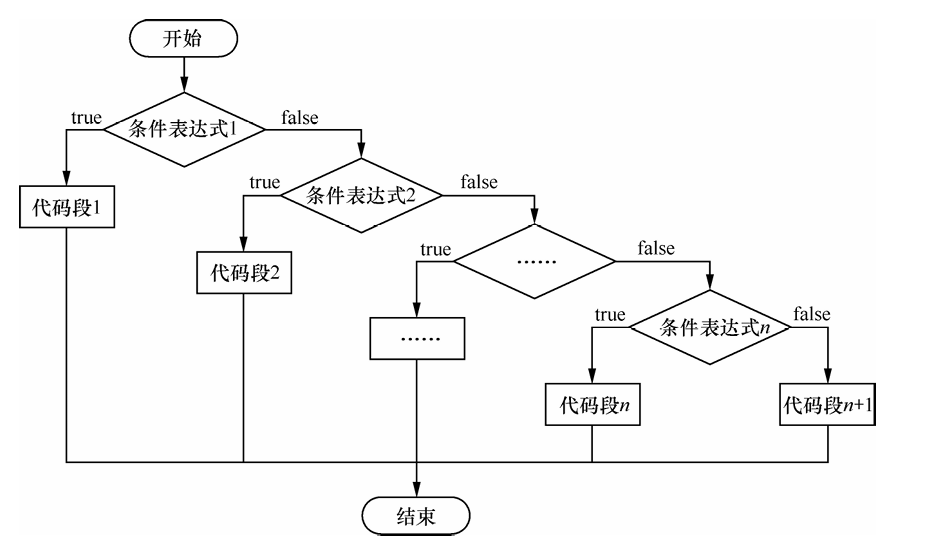 开始
true
条件表达式1
false
代码段1
true
条件表达式2
false
代码段2
true
······
false
······
true
条件表达式n
false
代码段n
代码段n+1
结束